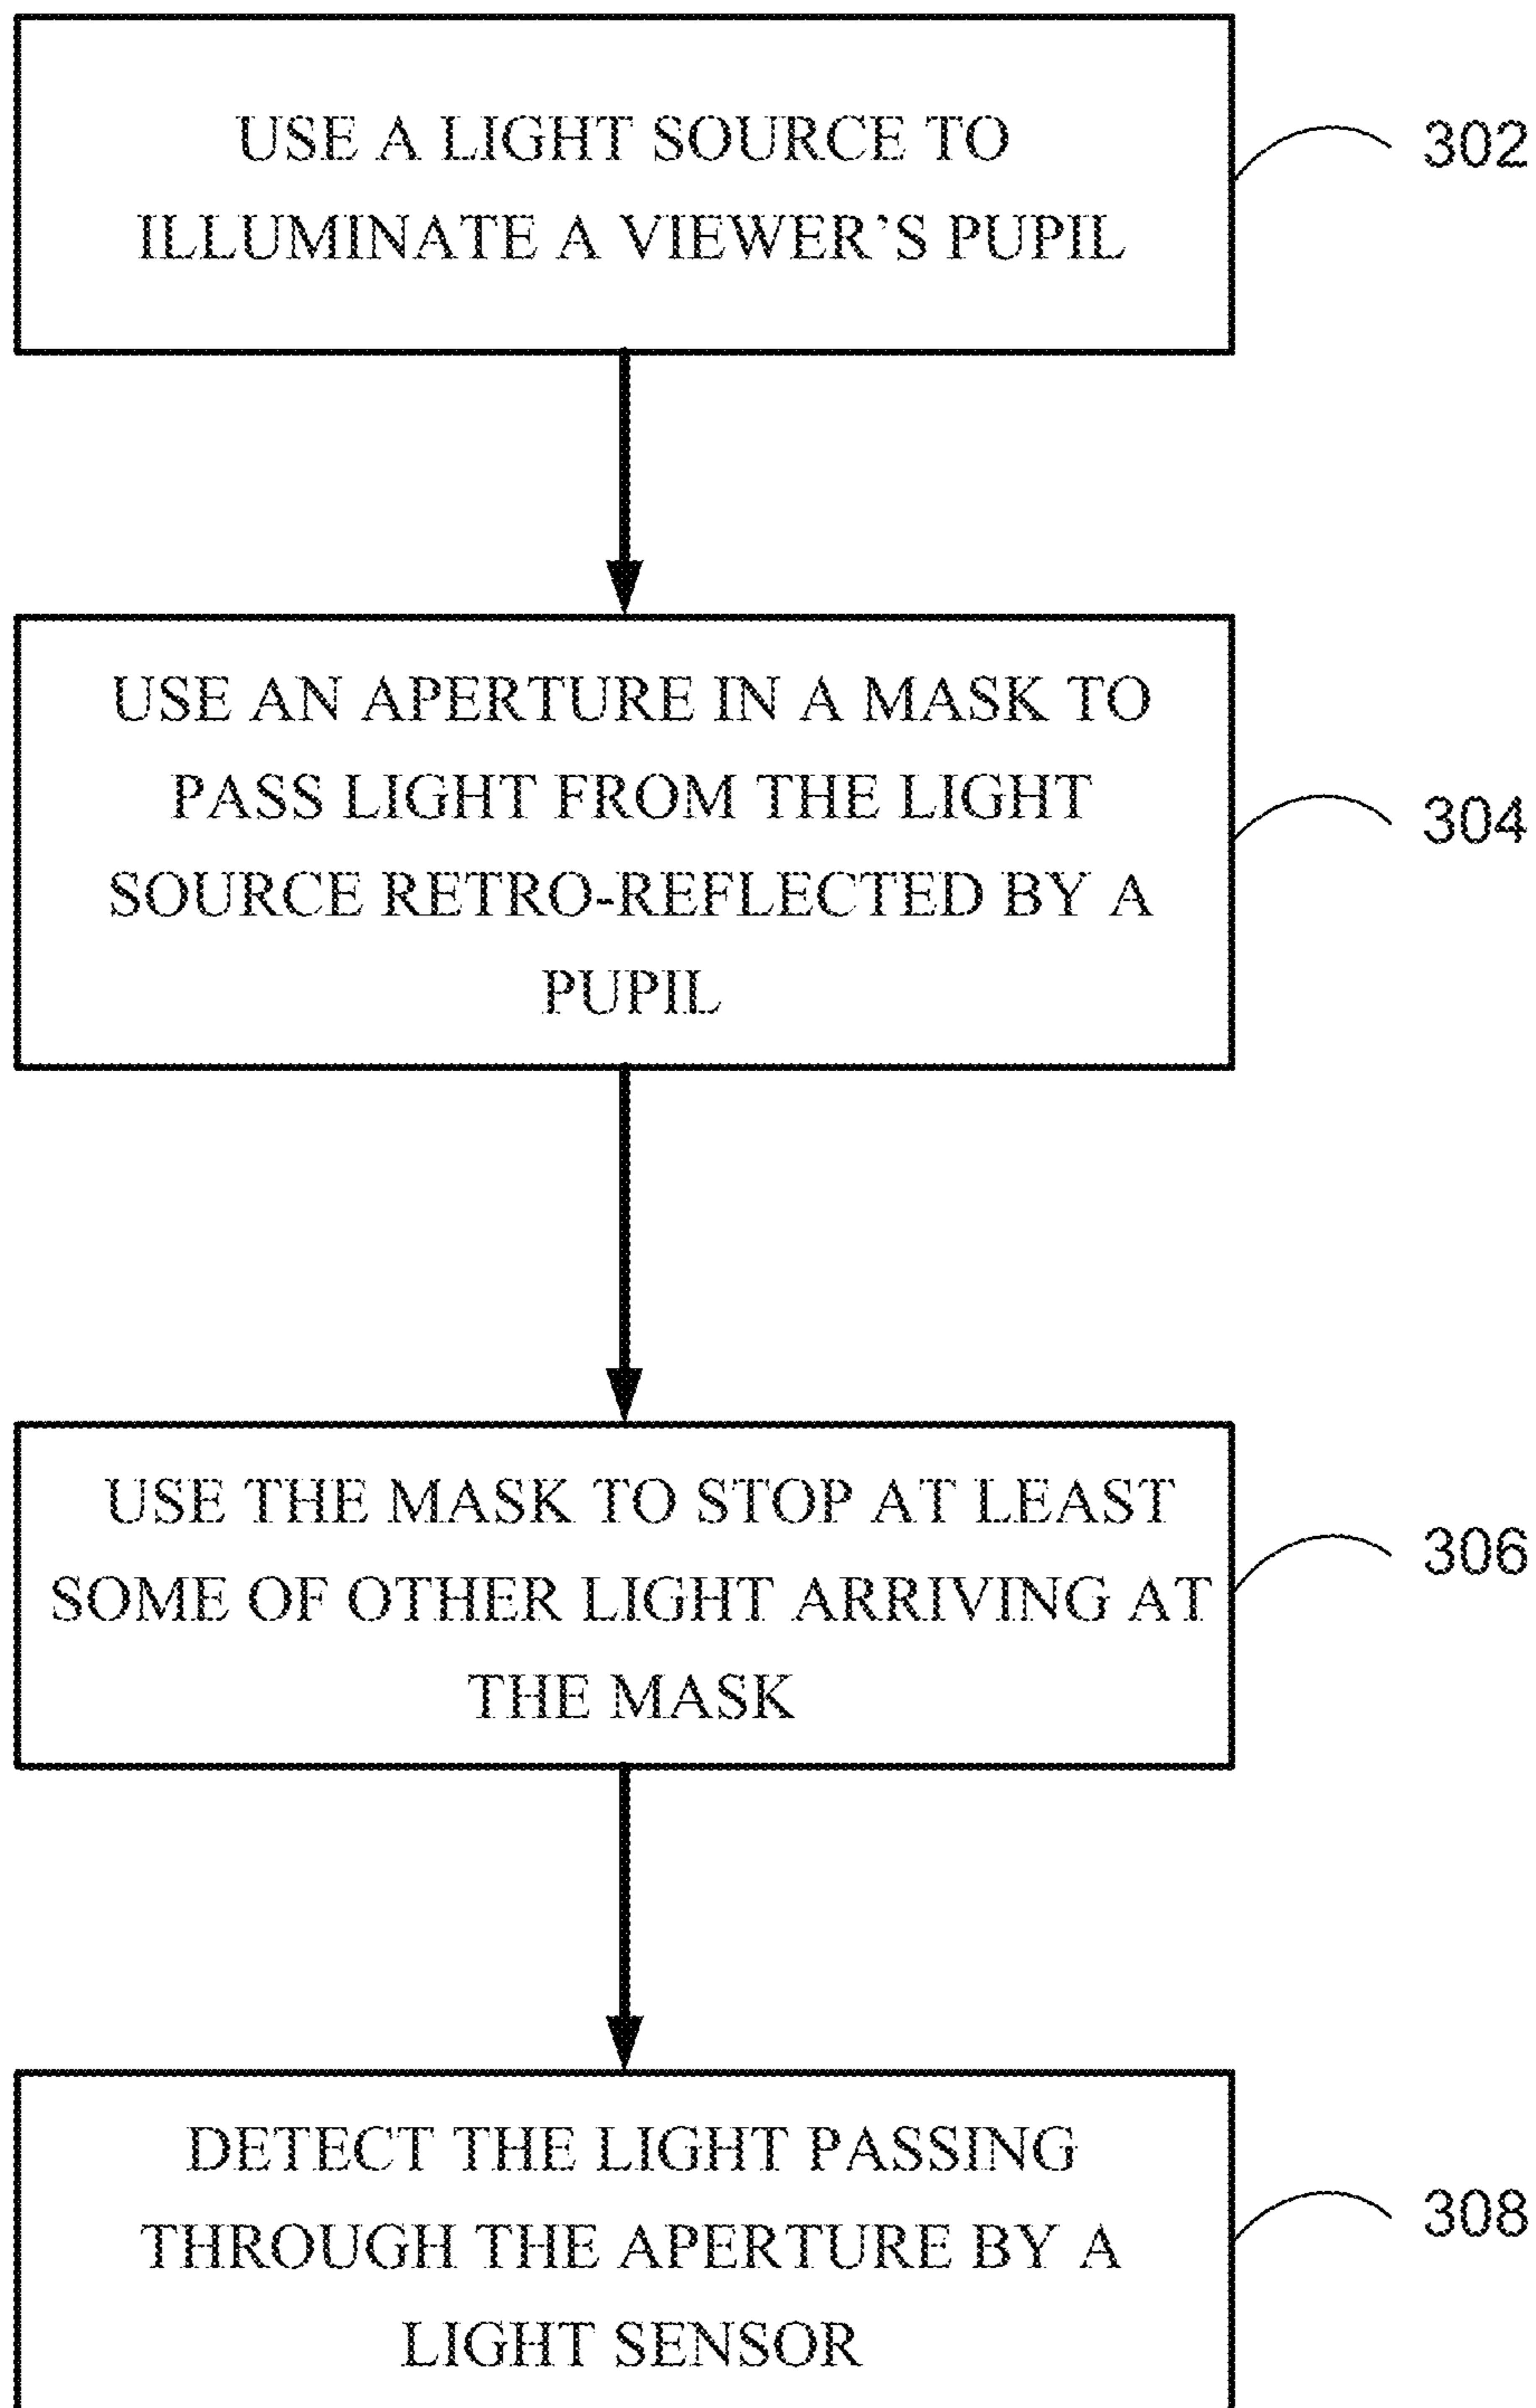 USE A LIGHT SOURCE TO
ILLUMINATE A VIEWER'S PUPIL
302
USE AN APERTURE IN A MASK TO
PASS LIGHT FROM THE LIGHT
SOURCE RETRO-REFLECTED BY A
PUPIL
304
USE THE MASK TO STOP AT LEAST
SOME OF OTHER LIGHT ARRIVING AT
THE MASK
306
DETECT THE LIGHT PASSING
THROUGH THE APERTURE BY A
LIGHT SENSOR
308